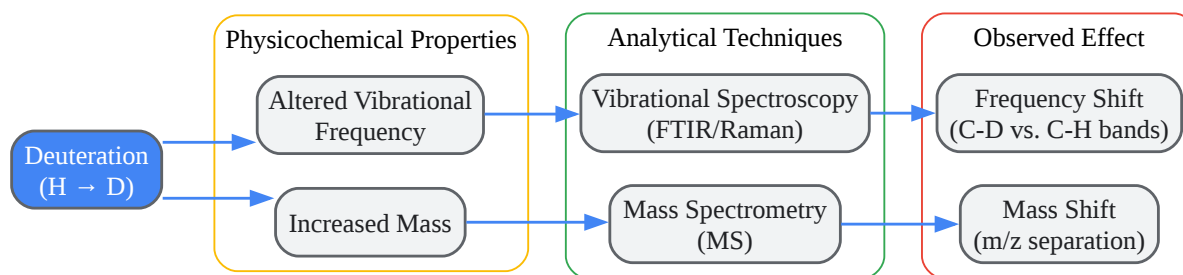 Physicochemical Properties
Analytical Techniques
Observed Effect
Deuteration
(H → D)
Altered Vibrational
Frequency
Vibrational Spectroscopy
(FTIR/Raman)
Frequency Shift
(C-D vs. C-H bands)
Increased Mass
Mass Spectrometry
(MS)
Mass Shift
(m/z separation)